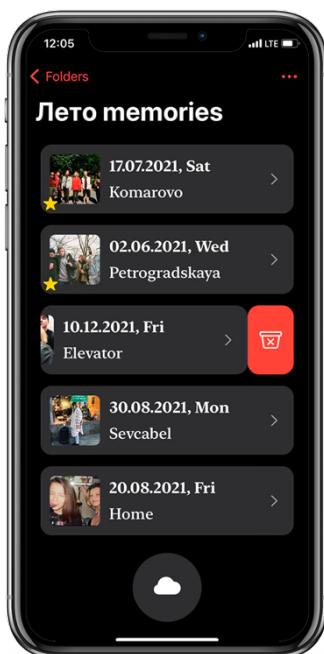 12:05
LTE
Folders
Лето memories
17.07.2021, Sat
Komarovo
02.06.2021, Wed
Petrogradskaya
10.12.2021, Fri
Elevator
30.08.2021, Mon
Sevcabel
20.08.2021, Fri
Home